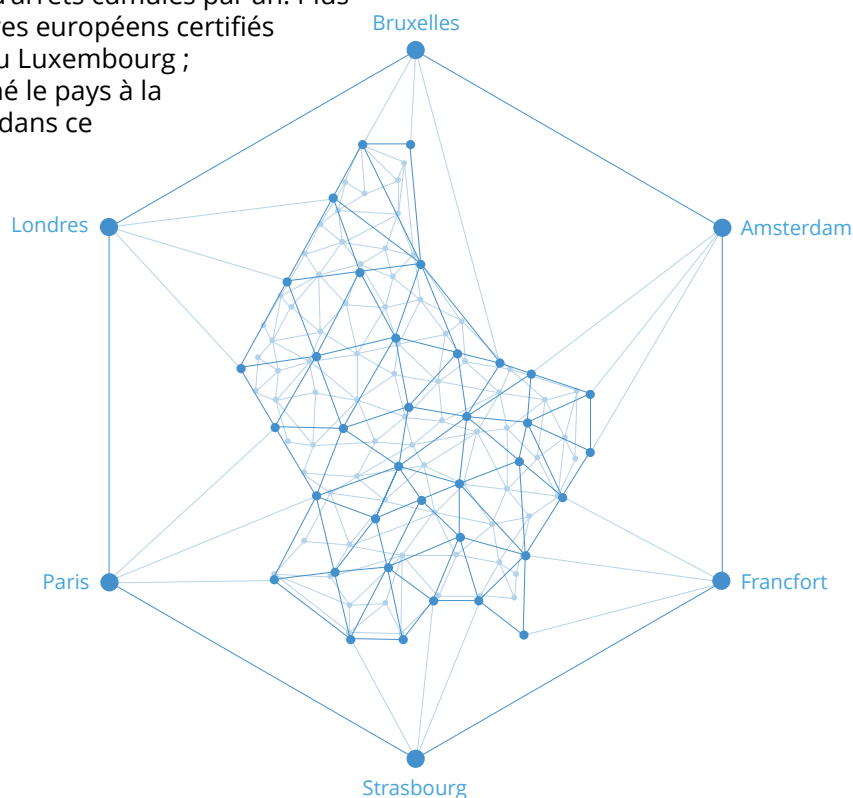 d'arrêts cumulés par an. Plus
res européens certifiés
u Luxembourg ;
é le pays à la
dans ce
Bruxelles
Londres
Amsterdam
Paris
Francfort
Strasbourg